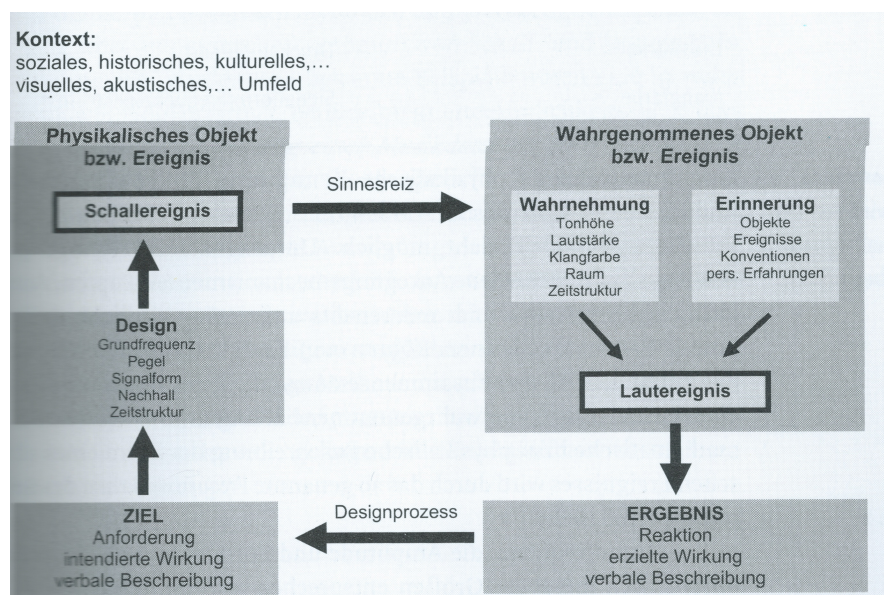 Kontext:
soziales, historisches, kulturelles,...
visuelles, akustisches,... Umfeld
Physikalisches Objekt
bzw. Ereignis
Schallereignis
Sinnesreiz
Wahrgenommenes Objekt
bzw. Ereignis
Wahrnehmung
Tonhöhe
Lautstärke
Klangfarbe
Raum
Zeitstruktur
Erinnerung
Objekte
Ereignisse
Konventionen
pers. Erfahrungen
Design
Grundfrequenz
Pegel
Signalform
Nachhall
Zeitstruktur
Lautereignis
ZIEL
Anforderung
intendierte Wirkung
verbale Beschreibung
Designprozess
ERGEBNIS
Reaktion
erzielte Wirkung
verbale Beschreibung